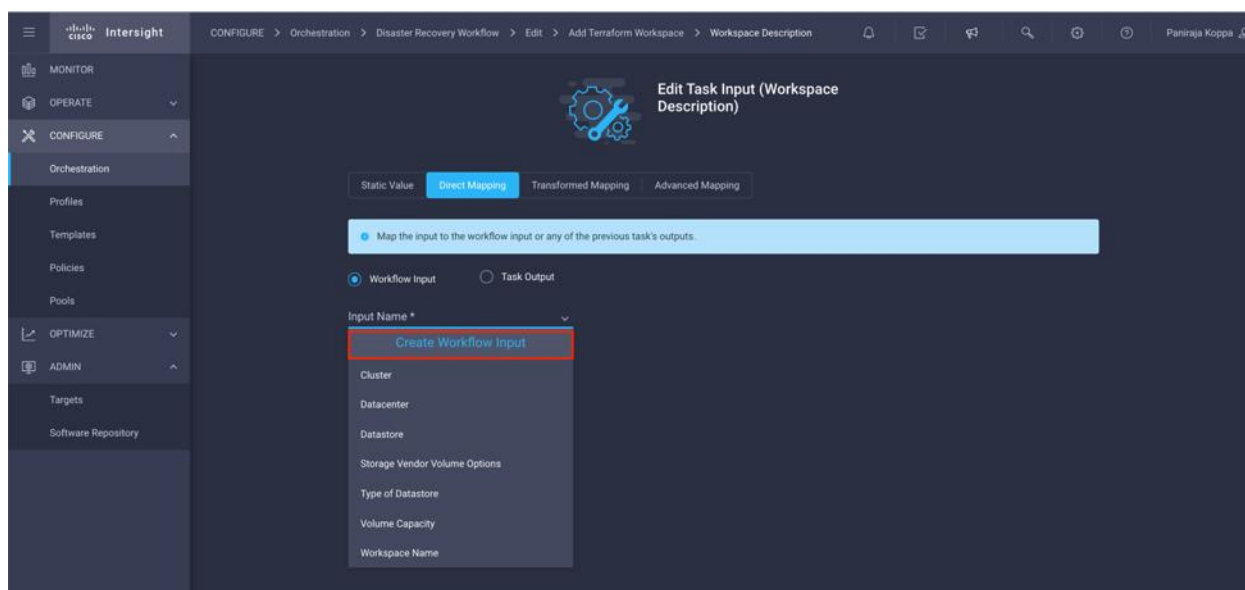 CISCO Intersight
CONFIGURE > Orchestration > Disaster Recovery Workflow > Edit > Add Terraform Workspace > Workspace Description
Paniraja Koppa
MONITOR
OPERATE
CONFIGURE
Orchestration
Profiles
Templates
Policies
Pools
OPTIMIZE
ADMIN
Targets
Software Repository
Edit Task Input (Workspace
Description)
Static Value Direct Mapping Transformed Mapping Advanced Mapping
Map the input to the workflow input or any of the previous task's outputs.
Workflow Input Task Output
Input Name *
Create Workflow Input
Cluster
Datacenter
Datastore
Storage Vendor Volume Options
Type of Datastore
Volume Capacity
Workspace Name